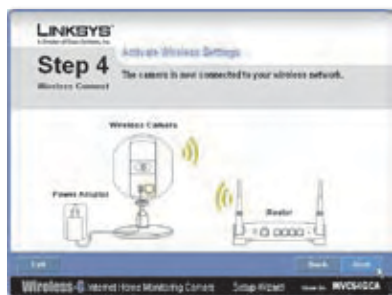 LINKSYS
A Division of Cisco Systems, Inc.
Step 4
Wireless Connect
Activate Wireless Settings
The camera is now connected to your wireless network.
Wireless Camera
Power Adapter
Router
Exit
Back
Next
Wireless-G Internet Home Monitoring Camera Setup Wizard Model No. WVC54GCA